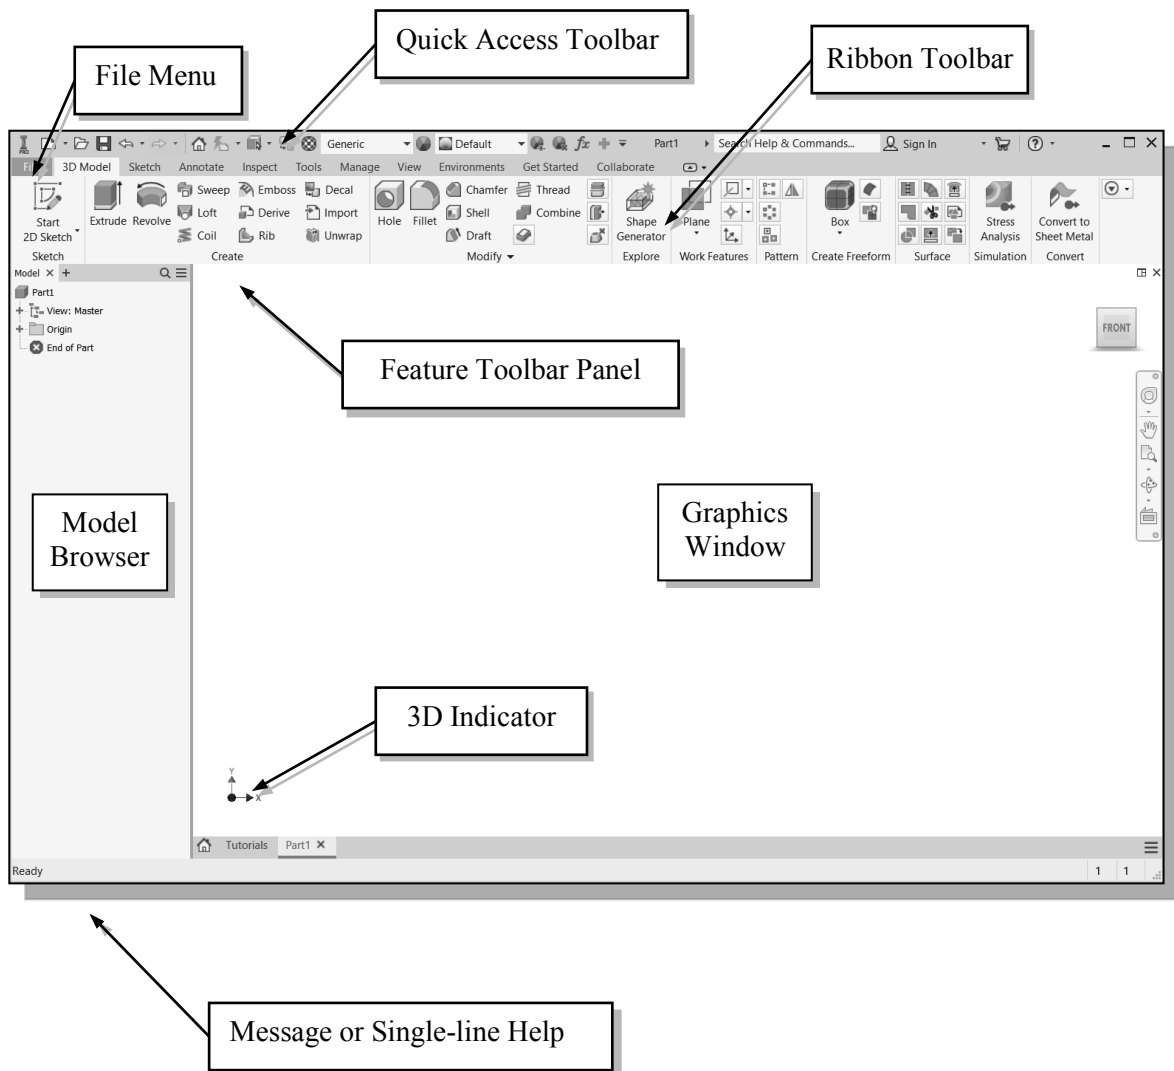 Quick Access Toolbar
Ribbon Toolbar
File Menu
Generic
Default
fx
Part1
Search Help & Commands...
Sign In
3D Model
Sketch
Annotate
Inspect
Tools
Manage
View
Environments
Get Started
Collaborate
Start
2D Sketch
Extrude
Revolve
Sweep
Emboss
Decal
Loft
Derive
Import
Coil
Rib
Unwrap
Hole
Fillet
Chamfer
Thread
Shell
Combine
Draft
Shape
Generator
Plane
Box
Stress
Analysis
Convert to
Sheet Metal
Sketch
Create
Modify
Explore
Work Features
Pattern
Create Freeform
Surface
Simulation
Convert
Model
Part1
View: Master
Origin
End of Part
FRONT
Feature Toolbar Panel
Model
Browser
Graphics
Window
3D Indicator
Y
X
Tutorials
Part1
Ready
1 1
Message or Single-line Help